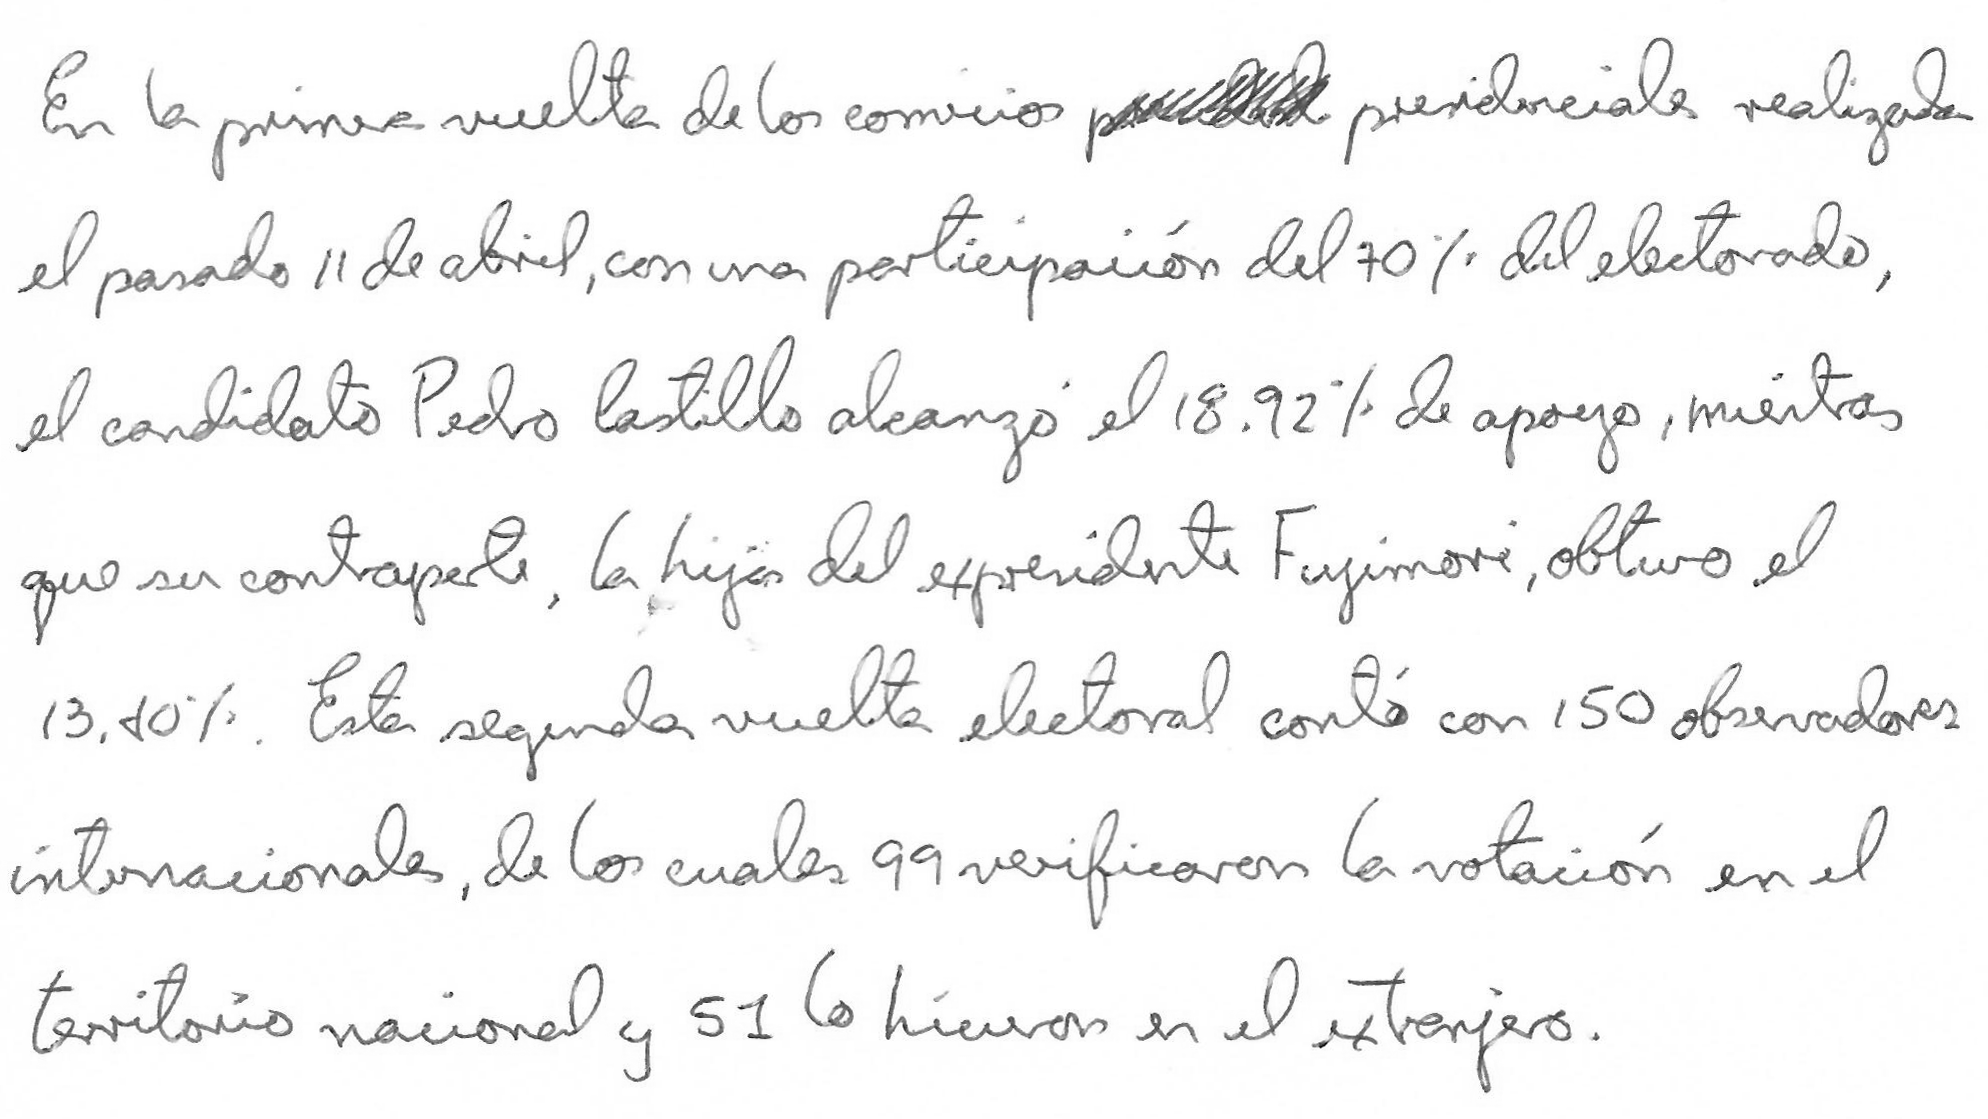 En la primera vuelta de los comicios presidenciales realizada
el pasado 11 de abril, con una participación del 70% del electorado,
el candidato Pedro Castillo alcanzó el 18.92% de apoyo, mientras
que su contraparte, la hija del expresidente Fujimori, obtuvo el
13.40%. Esta segunda vuelta electoral contó con 150 observadores
internacionales, de los cuales 99 verificaron la votación en el
territorio nacional y 51 lo hicieron en el extranjero.